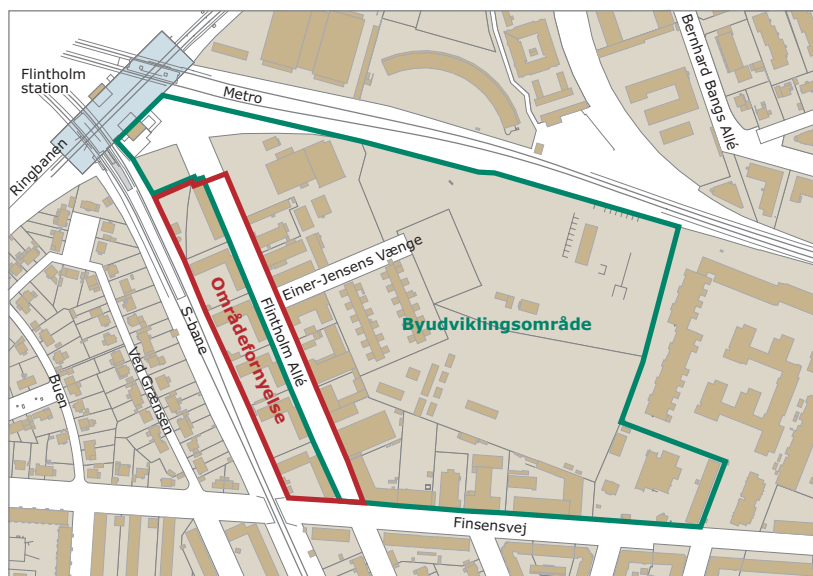 Flintholm
station
Metro
Bernhard Bangs Allé
Ringbanen
Einer-Jensens Vænge
Områdefornyelse
Flintholm Allé
Byudviklingsområde
S-bane
Ved Grænsen
Buen
Finsensvej